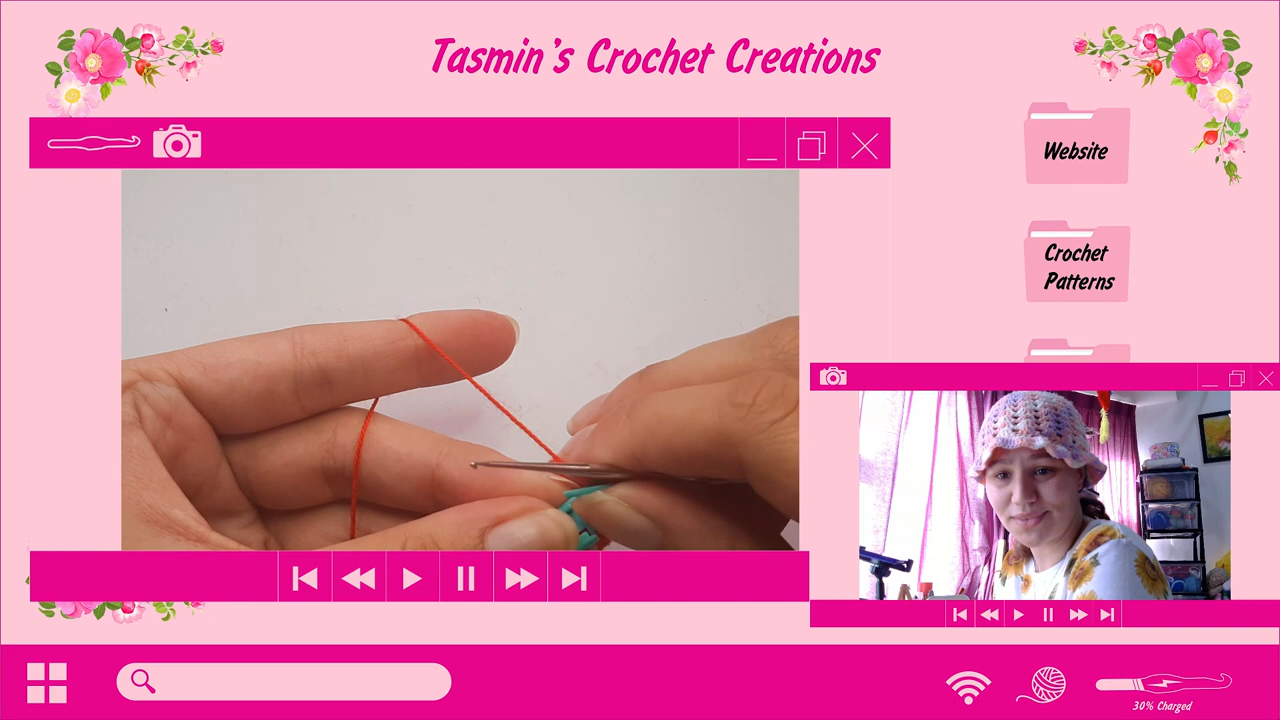 Tasmin's Crochet Creations
Website
Crochet
Patterns
30% Charged